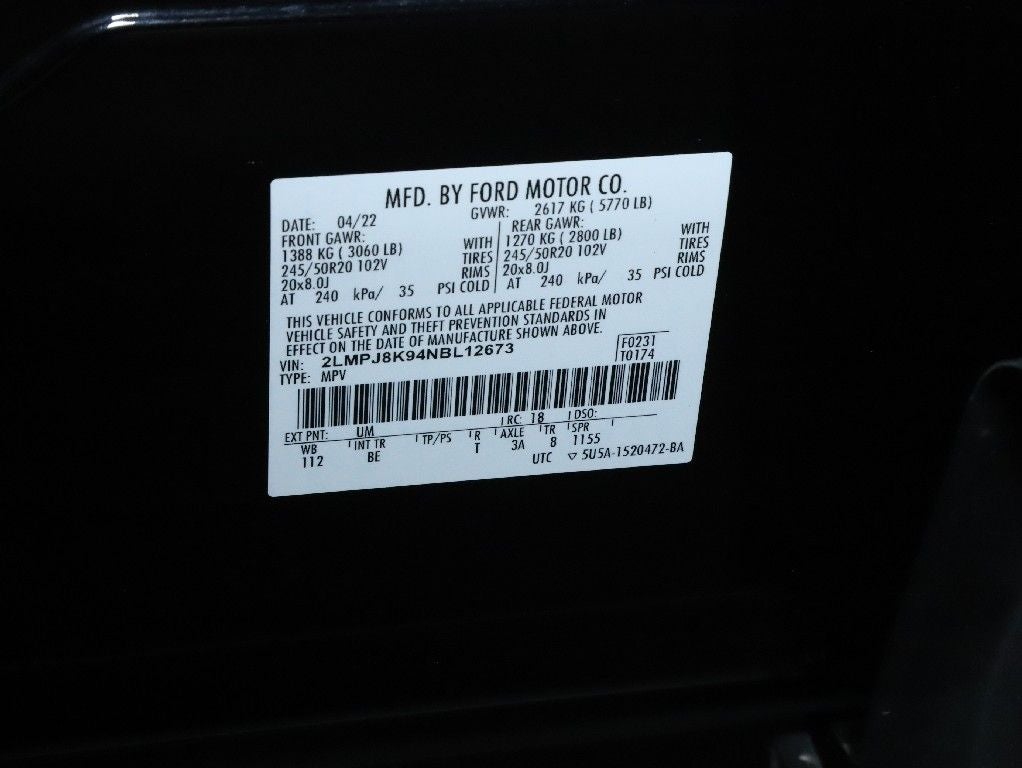 MFD. BY FORD MOTOR CO.
DATE: 04/22 GVWR: 2617 KG ( 5770 LB)
FRONT GAWR: REAR GAWR:
1388 KG ( 3060 LB) WITH 1270 KG ( 2800 LB) WITH
245/50R20 102V TIRES 245/50R20 102V TIRES
20x8.0J RIMS 20x8.0J RIMS
AT 240 kPa/ 35 PSI COLD AT 240 kPa/ 35 PSI COLD
THIS VEHICLE CONFORMS TO ALL APPLICABLE FEDERAL MOTOR
VEHICLE SAFETY AND THEFT PREVENTION STANDARDS IN
EFFECT ON THE DATE OF MANUFACTURE SHOWN ABOVE.
VIN: 2LMPJ8K94NBL12673 F0231
TYPE: MPV T0174
EXT PNT: UM RC: 18 DSO:
WB INT TR TP/PS R AXLE TR SPR
112 BE T 3A 8 1155
UTC ▽ 5U5A-1520472-BA